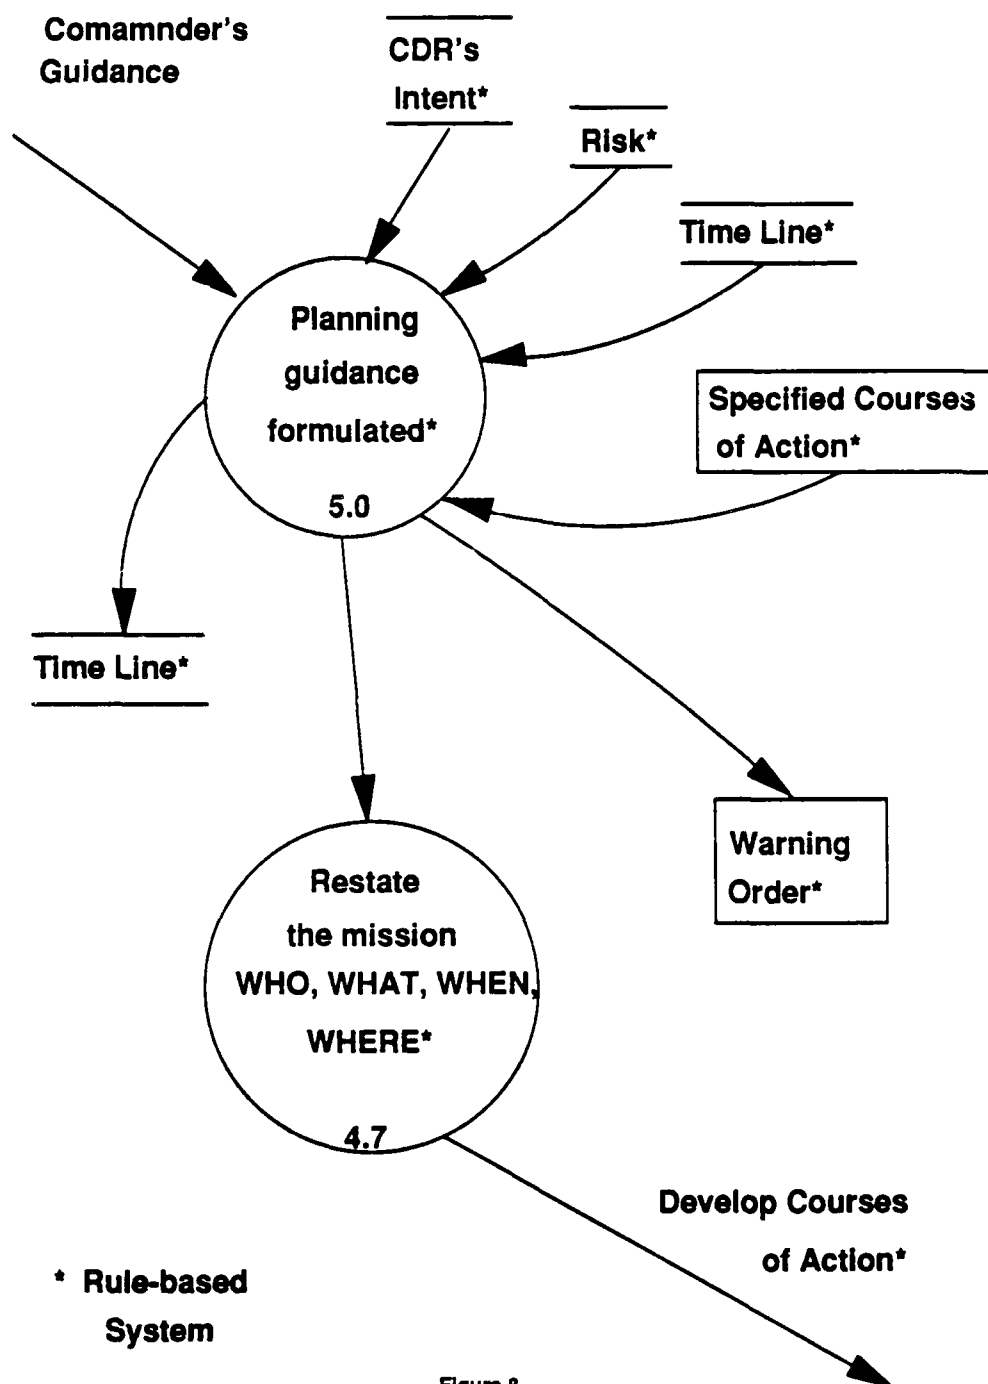 Comamnder's
Guidance
CDR's
Intent*
Risk*
Time Line*
Planning
guidance
formulated*
5.0
Specified Courses
of Action*
Time Line*
Warning
Order*
Restate
the mission
WHO, WHAT, WHEN,
WHERE*
4.7
Develop Courses
of Action*
* Rule-based
System
Figure